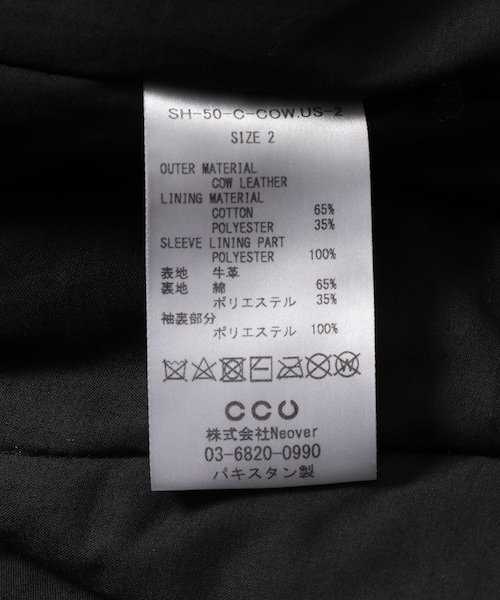 SH-50-C-COW.US-2
SIZE 2
OUTER MATERIAL
COW LEATHER
LINING MATERIAL
COTTON 65%
POLYESTER 35%
SLEEVE LINING PART
POLYESTER 100%
表地 牛革
裏地 綿 65%
ポリエステル 35%
袖裏部分
ポリエステル 100%
CCU
株式会社Neover
03-6820-0990
パキスタン製